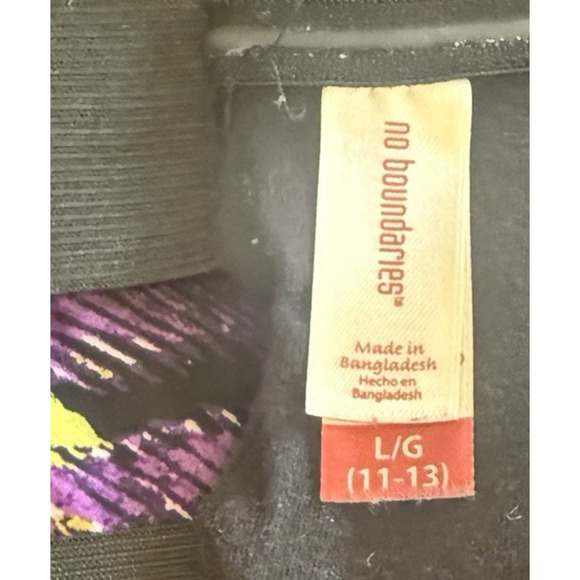 no boundaries™
Made in
Bangladesh
Hecho en
Bangladesh
L/G
(11-13)